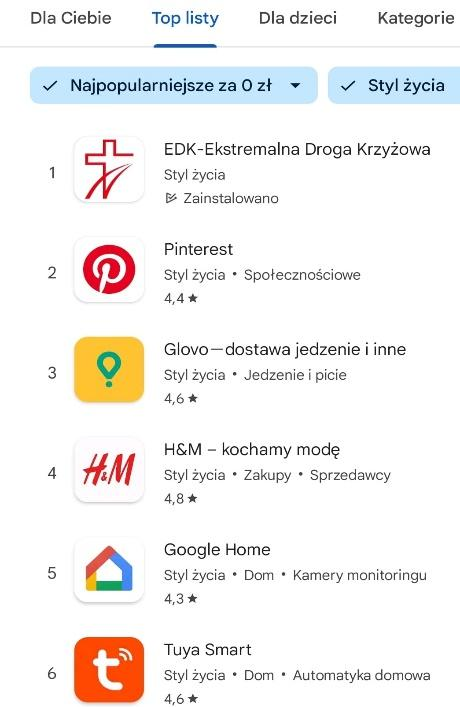 Dla Ciebie Top listy Dla dzieci Kategorie
Najpopularniejsze za 0 zł Styl życia
1 EDK-Ekstremalna Droga Krzyżowa
Styl życia
Zainstalowano
2 Pinterest
Styl życia • Społecznościowe
4,4 ★
3 Glovo—dostawa jedzenie i inne
Styl życia • Jedzenie i picie
4,6 ★
4 H&M H&M – kochamy modę
Styl życia • Zakupy • Sprzedawcy
4,8 ★
5 Google Home
Styl życia • Dom • Kamery monitoringu
4,3 ★
6 Tuya Smart
Styl życia • Dom • Automatyka domowa
4,6 ★